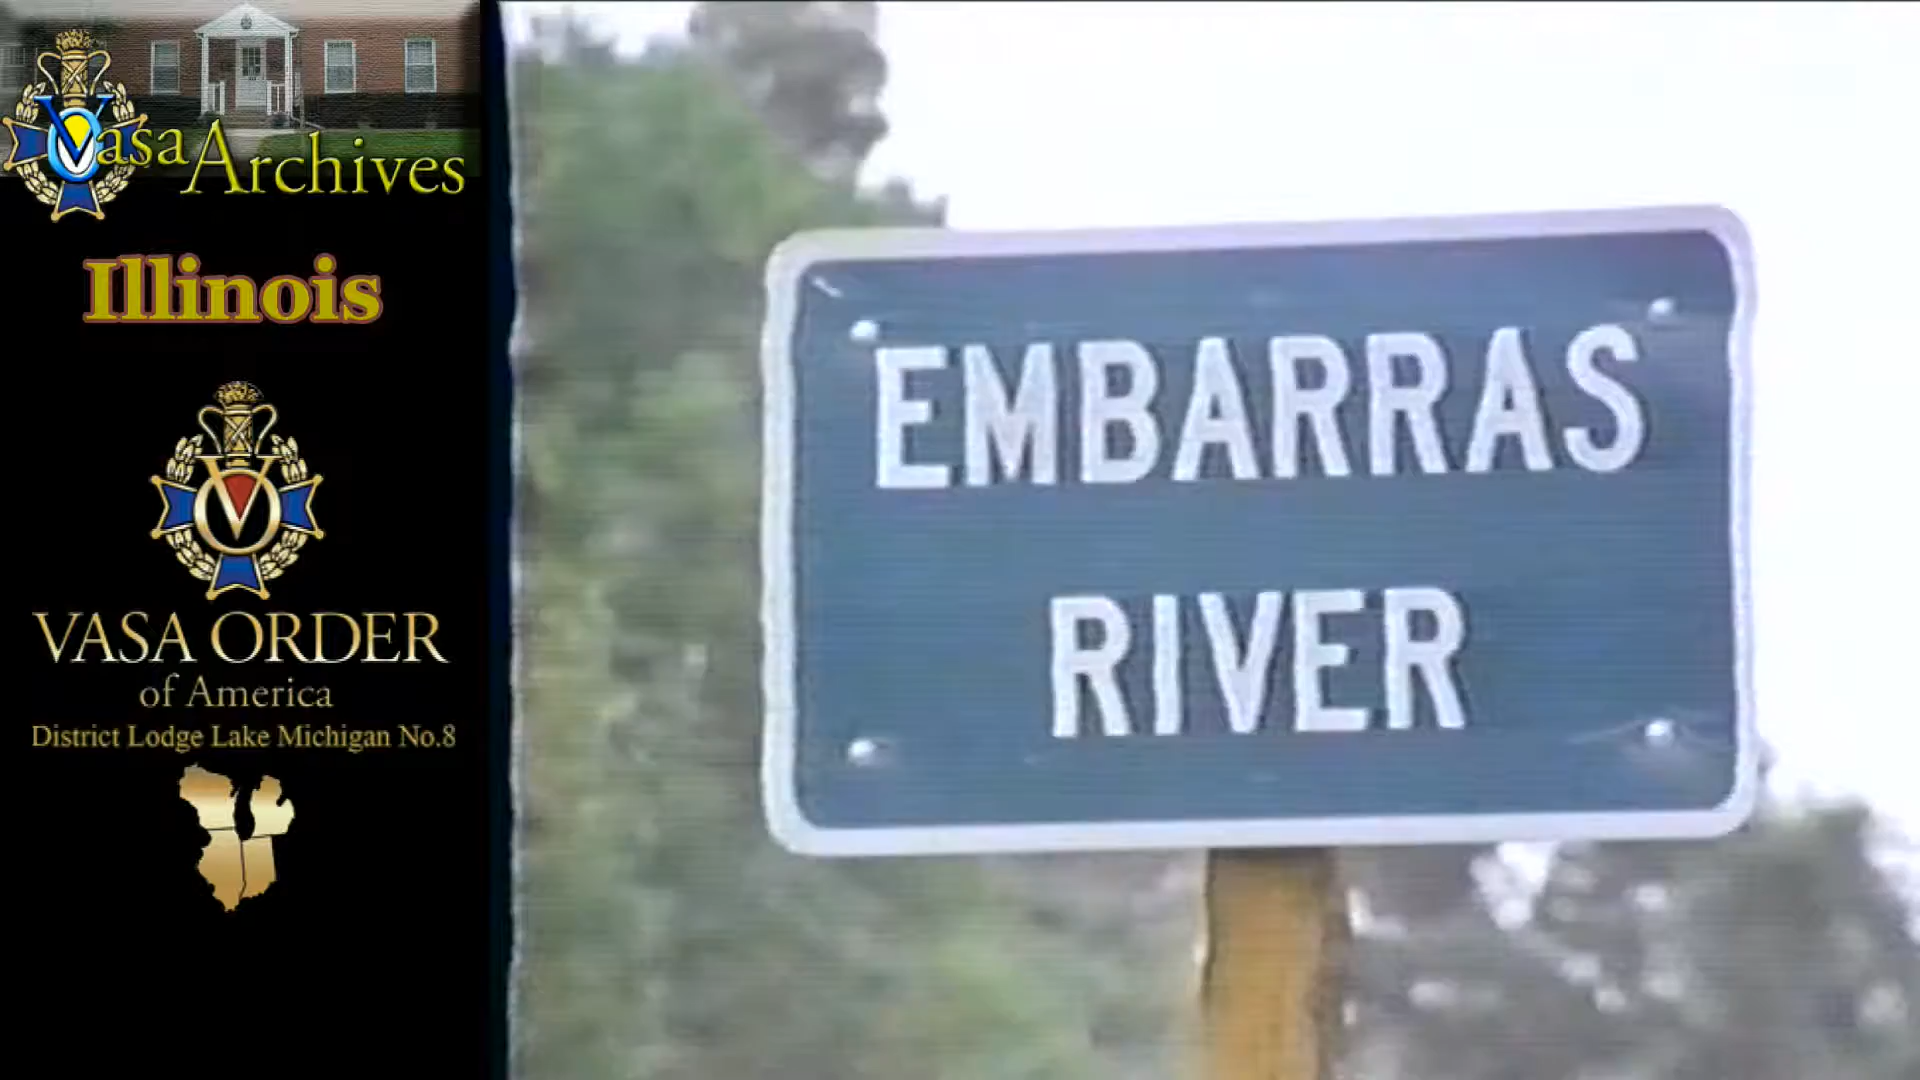 Vasa Archives
Illinois
VASA ORDER
of America
District Lodge Lake Michigan No.8
EMBARRAS
RIVER